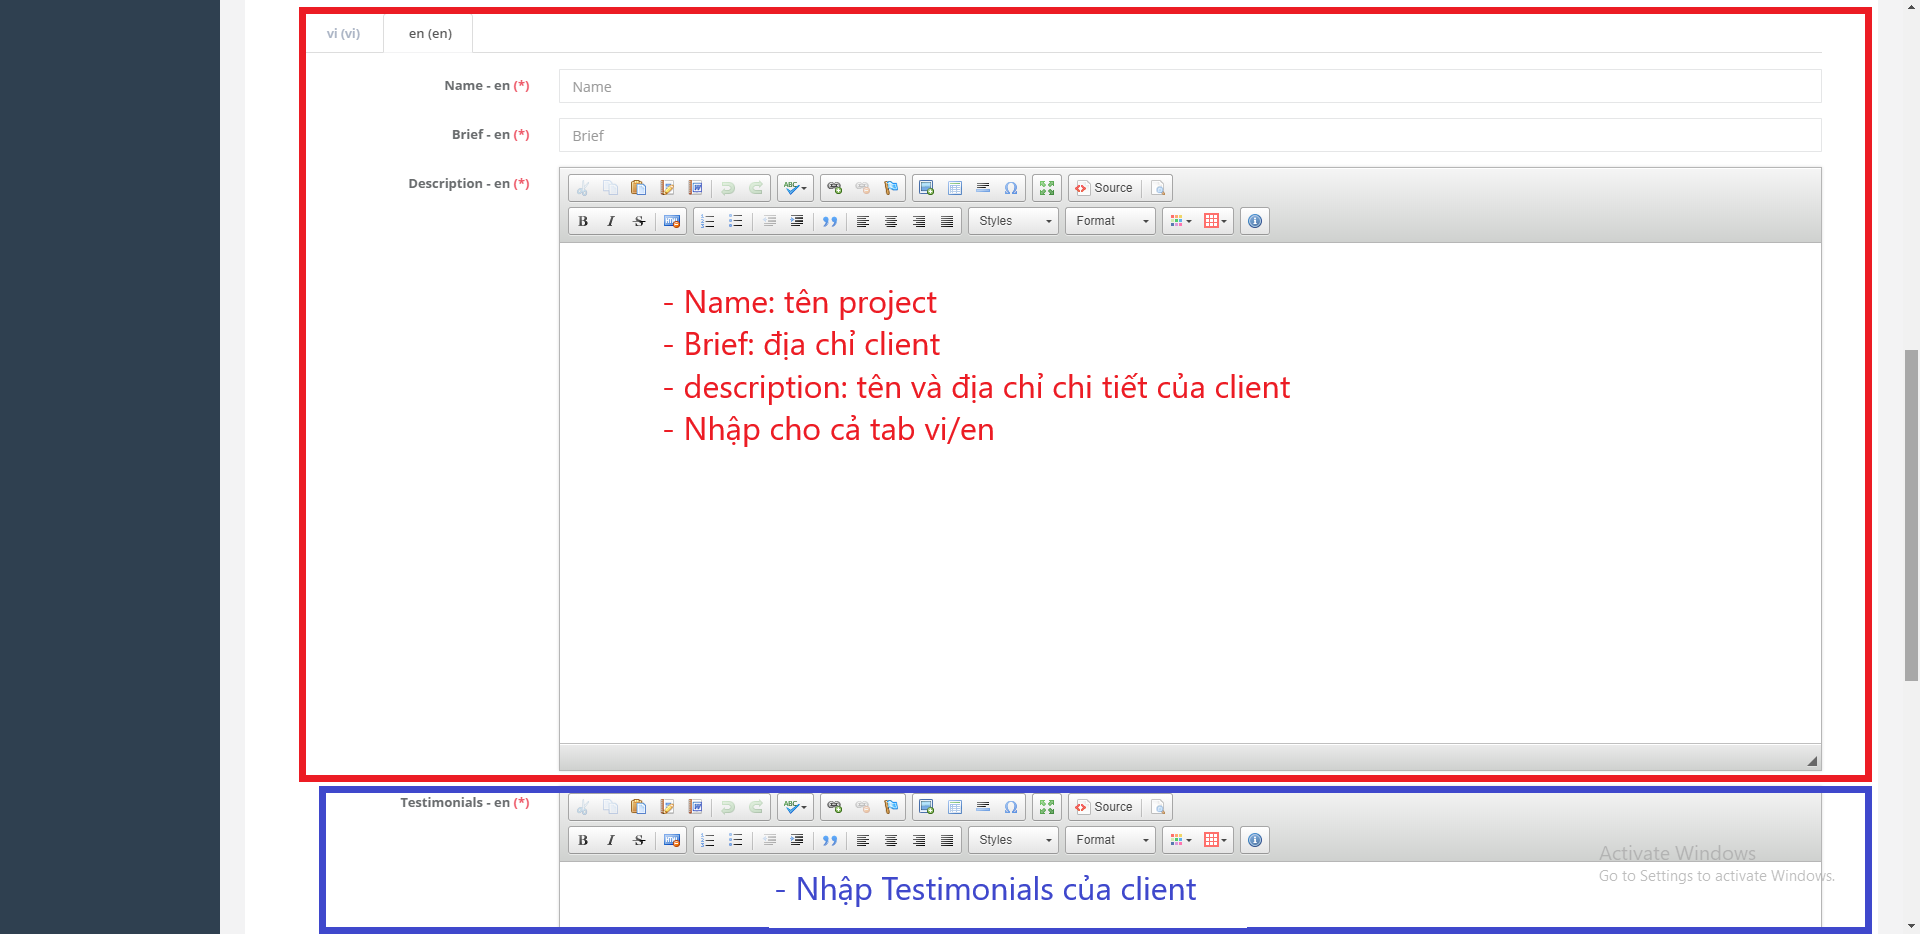 vi (vi) en (en)
Name - en (*) Name
Brief - en (*) Brief
Description - en (*)
ABC Source
B I S Styles Format
- Name: tên project
- Brief: địa chỉ client
- description: tên và địa chỉ chi tiết của client
- Nhập cho cả tab vi/en
Testimonials - en (*)
ABC Source
B I S Styles Format
Activate Windows
Go to Settings to activate Windows.
- Nhập Testimonials của client